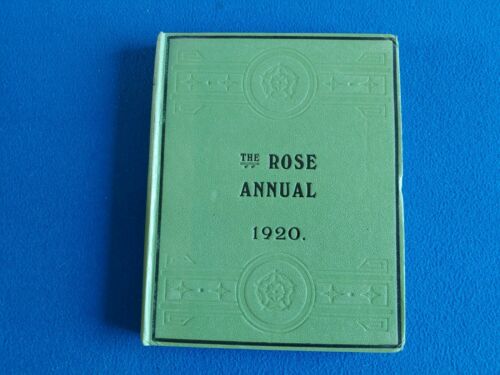 THE ROSE
ANNUAL
1920.